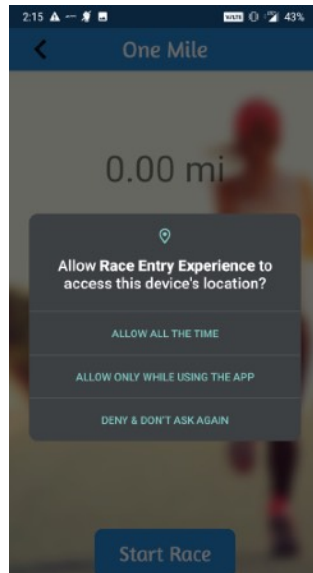 2:15
43%
One Mile
0.00 mi
Allow Race Entry Experience to
access this device's location?
ALLOW ALL THE TIME
ALLOW ONLY WHILE USING THE APP
DENY & DON'T ASK AGAIN
Start Race